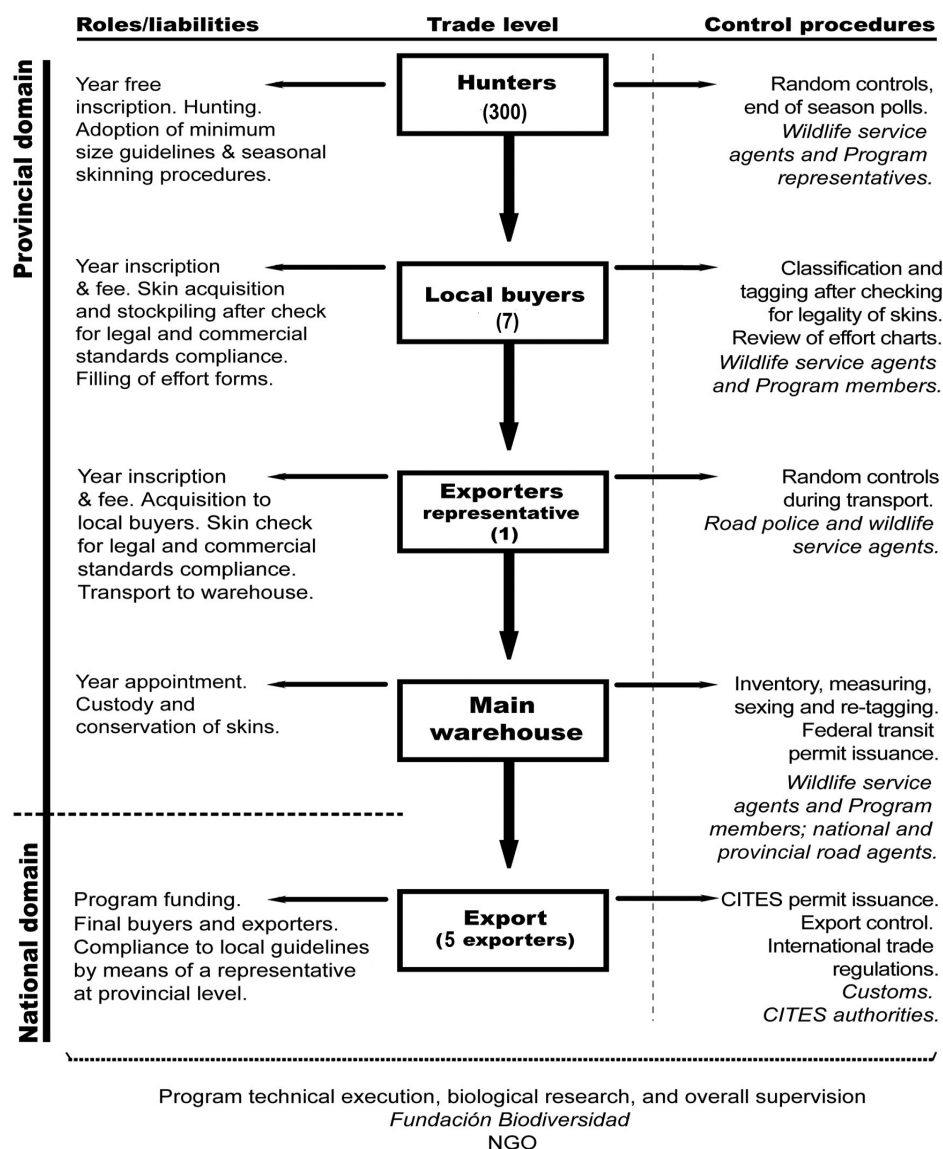 Roles/liabilities
Trade level
Control procedures
Provincial domain
Year free
inscription. Hunting.
Adoption of minimum
size guidelines & seasonal
skinning procedures.
Hunters
(300)
Random controls,
end of season polls.
Wildlife service
agents and Program
representatives.
Year inscription
& fee. Skin acquisition
and stockpiling after check
for legal and commercial
standards compliance.
Filling of effort forms.
Local buyers
(7)
Classification and
tagging after checking
for legality of skins.
Review of effort charts.
Wildlife service agents
and Program members.
Year inscription
& fee. Acquisition to
local buyers. Skin check
for legal and commercial
standards compliance.
Transport to warehouse.
Exporters
representative
(1)
Random controls
during transport.
Road police and wildlife
service agents.
Year appointment.
Custody and
conservation of skins.
Main
warehouse
Inventory, measuring,
sexing and re-tagging.
Federal transit
permit issuance.
Wildlife service
agents and Program
members; national and
provincial road agents.
National domain
Program funding.
Final buyers and exporters.
Compliance to local guidelines
by means of a representative
at provincial level.
Export
(5 exporters)
CITES permit issuance.
Export control.
International trade
regulations.
Customs.
CITES authorities.
Program technical execution, biological research, and overall supervision
Fundación Biodiversidad
NGO